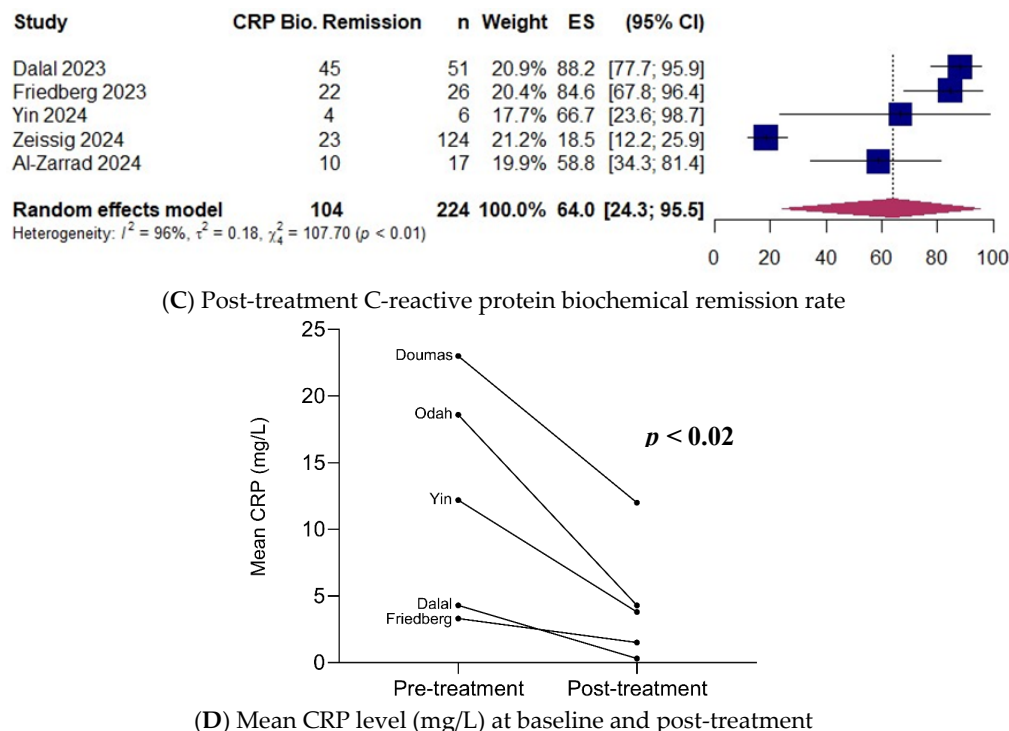 Study CRP Bio. Remission n Weight ES (95% CI)
Dalal 2023 45 51 20.9% 88.2 [77.7; 95.9]
Friedberg 2023 22 26 20.4% 84.6 [67.8; 96.4]
Yin 2024 4 6 17.7% 66.7 [23.6; 98.7]
Zeissig 2024 23 124 21.2% 18.5 [12.2; 25.9]
Al-Zarrad 2024 10 17 19.9% 58.8 [34.3; 81.4]
Random effects model 104 224 100.0% 64.0 [24.3; 95.5]
Heterogeneity: I² = 96%, τ² = 0.18, χ²₄ = 107.70 (p < 0.01)
0 20 40 60 80 100
(C) Post-treatment C-reactive protein biochemical remission rate
25
Doumas
20
Odah
p < 0.02
15
Yin
10
Mean CRP (mg/L)
5
Dalal
Friedberg
0
Pre-treatment Post-treatment
(D) Mean CRP level (mg/L) at baseline and post-treatment